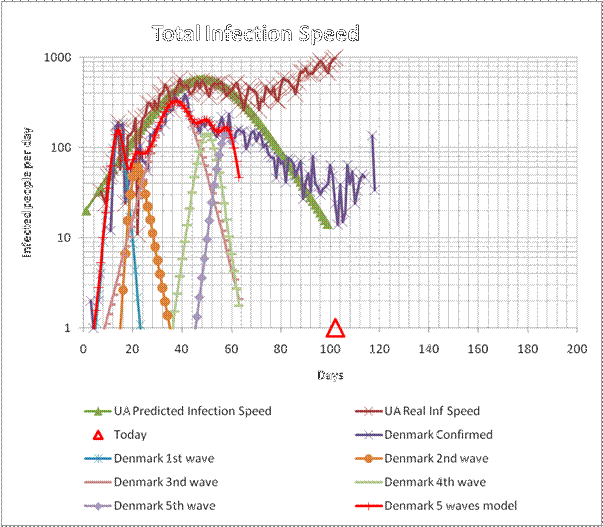 Total Infection Speed
1000
100
10
1
Infected people per day
0 20 40 60 80 100 120 140 160 180 200
Days
UA Predicted Infection Speed UA Real Inf Speed
Today Denmark Confirmed
Denmark 1st wave Denmark 2nd wave
Denmark 3nd wave Denmark 4th wave
Denmark 5th wave Denmark 5 waves model